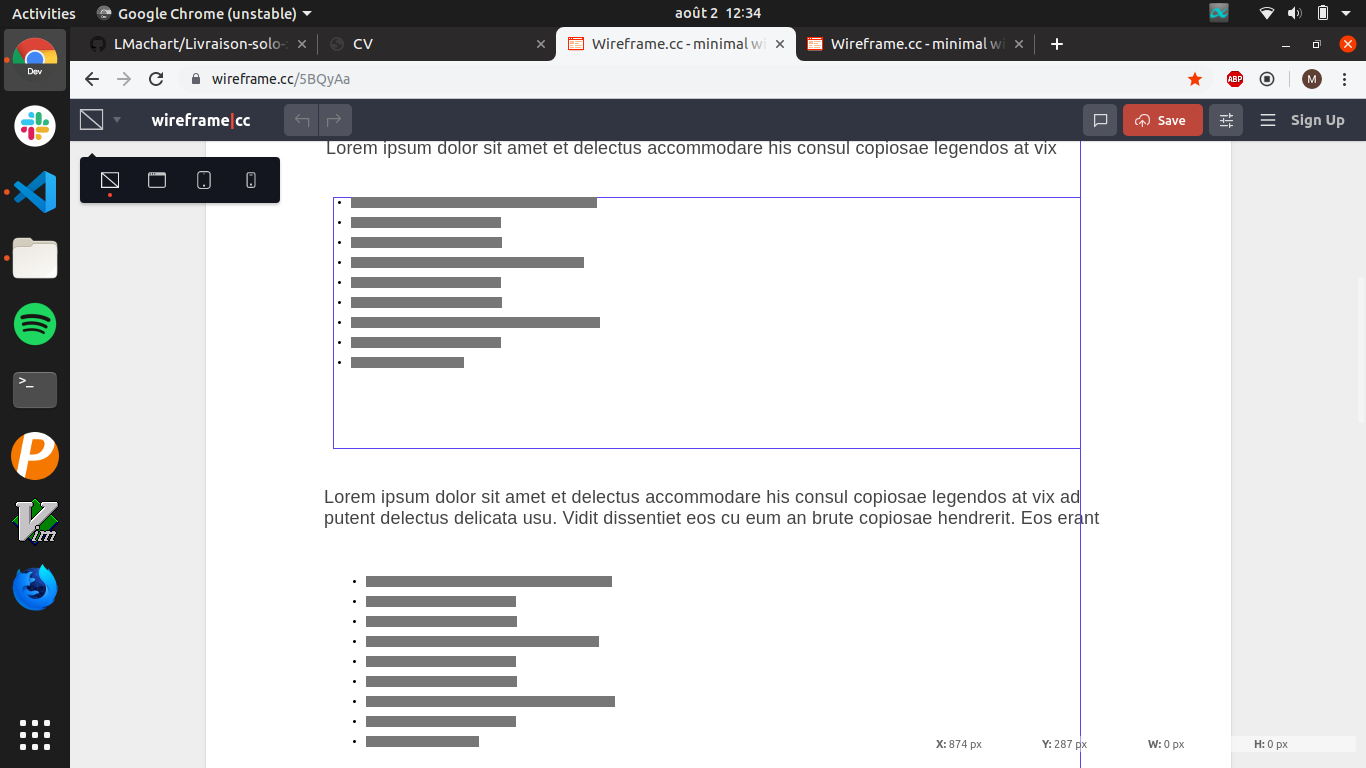 Activities
Google Chrome (unstable)
août 2 12:34
LMachart/Livraison-solo-
CV
Wireframe.cc - minimal wi
Wireframe.cc - minimal wi
wireframe.cc/5BQyAa
ABP
M
Dev
wireframe|cc
Save
Sign Up
Lorem ipsum dolor sit amet et delectus accommodare his consul copiosae legendos at vix
Lorem ipsum dolor sit amet et delectus accommodare his consul copiosae legendos at vix ad
putent delectus delicata usu. Vidit dissentiet eos cu eum an brute copiosae hendrerit. Eos erant
>_
P
Vim
X: 874 px
Y: 287 px
W: 0 px
H: 0 px